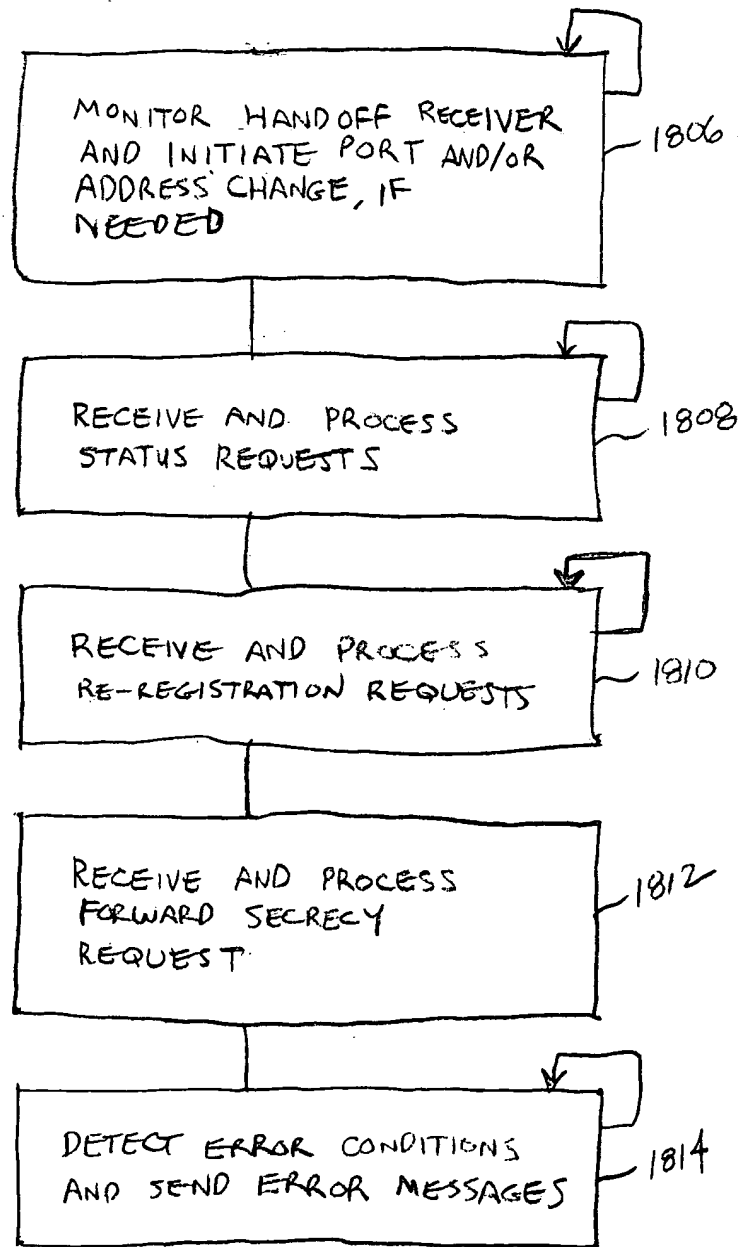 MONITOR HANDOFF RECEIVER
AND INITIATE PORT AND/OR
ADDRESS CHANGE, IF
NEEDED
1806
RECEIVE AND PROCESS
STATUS REQUESTS
1808
RECEIVE AND PROCESS
RE-REGISTRATION REQUESTS
1810
RECEIVE AND PROCESS
FORWARD SECRECY
REQUEST
1812
DETECT ERROR CONDITIONS
AND SEND ERROR MESSAGES
1814